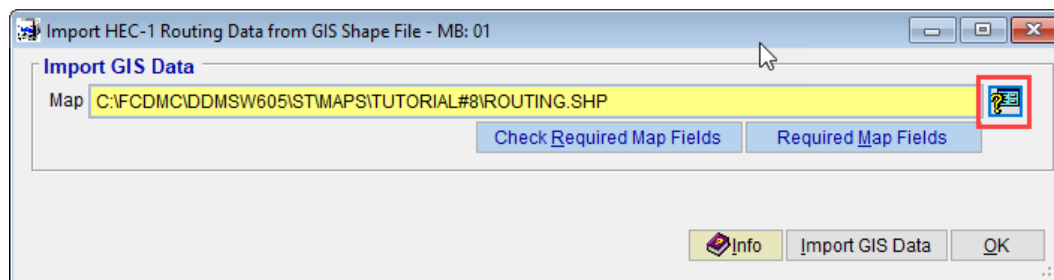 Import HEC-1 Routing Data from GIS Shape File - MB: 01
Import GIS Data
Map C:\FCDMC\DDMSW605\ST\MAPS\TUTORIAL#8\ROUTING.SHP
Check Required Map Fields Required Map Fields
Info Import GIS Data OK